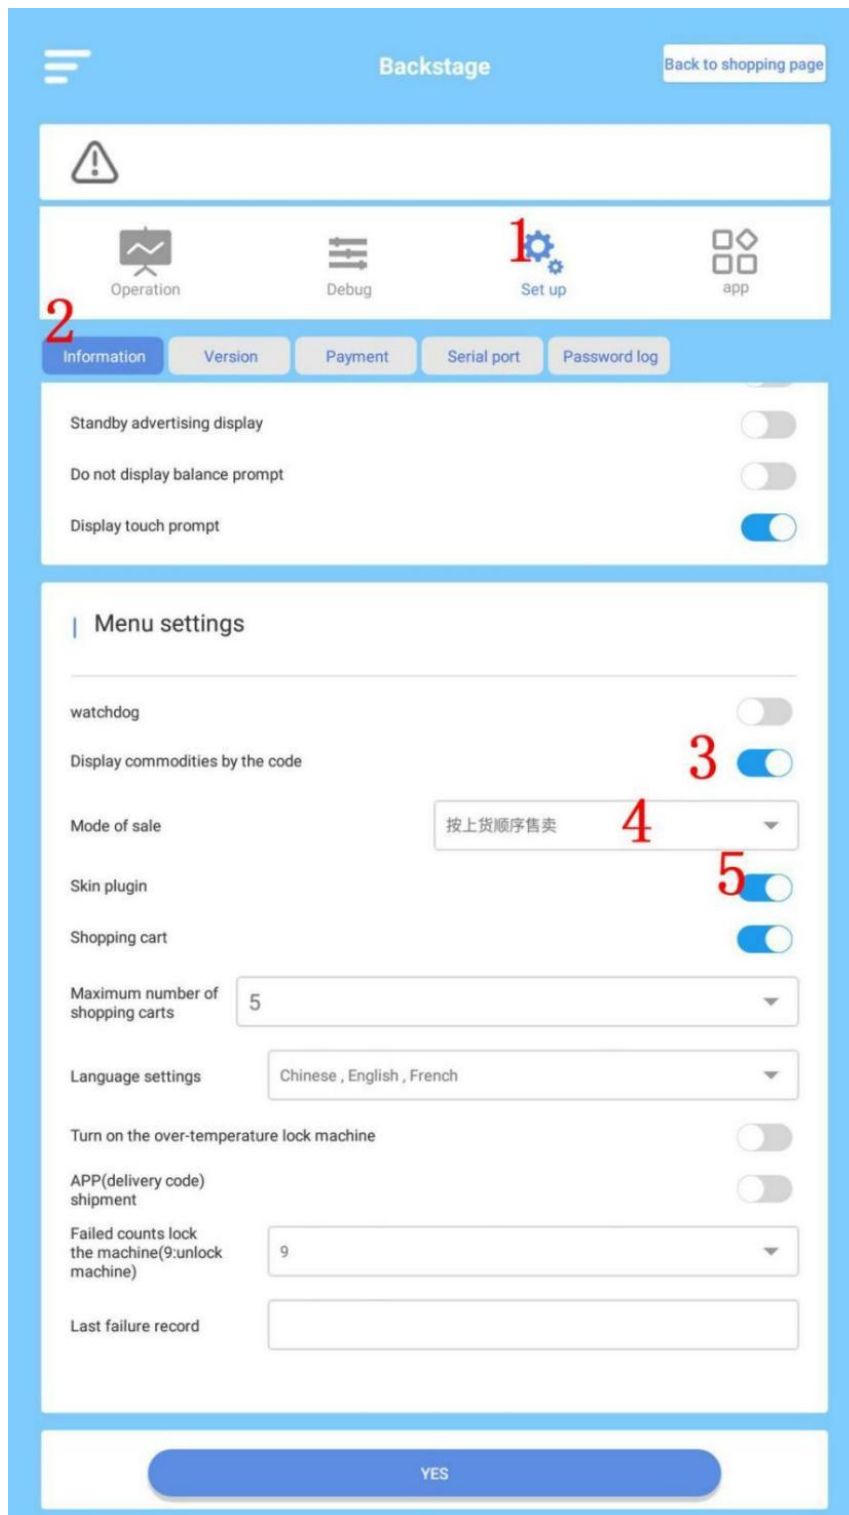 Backstage
Back to shopping page
1
Operation
Debug
Set up
app
2
Information
Version
Payment
Serial port
Password log
Standby advertising display
Do not display balance prompt
Display touch prompt
Menu settings
watchdog
Display commodities by the code
3
Mode of sale
按上货顺序售卖
4
Skin plugin
5
Shopping cart
Maximum number of
shopping carts
5
Language settings
Chinese , English , French
Turn on the over-temperature lock machine
APP(delivery code)
shipment
Failed counts lock
the machine(9:unlock
machine)
9
Last failure record
YES